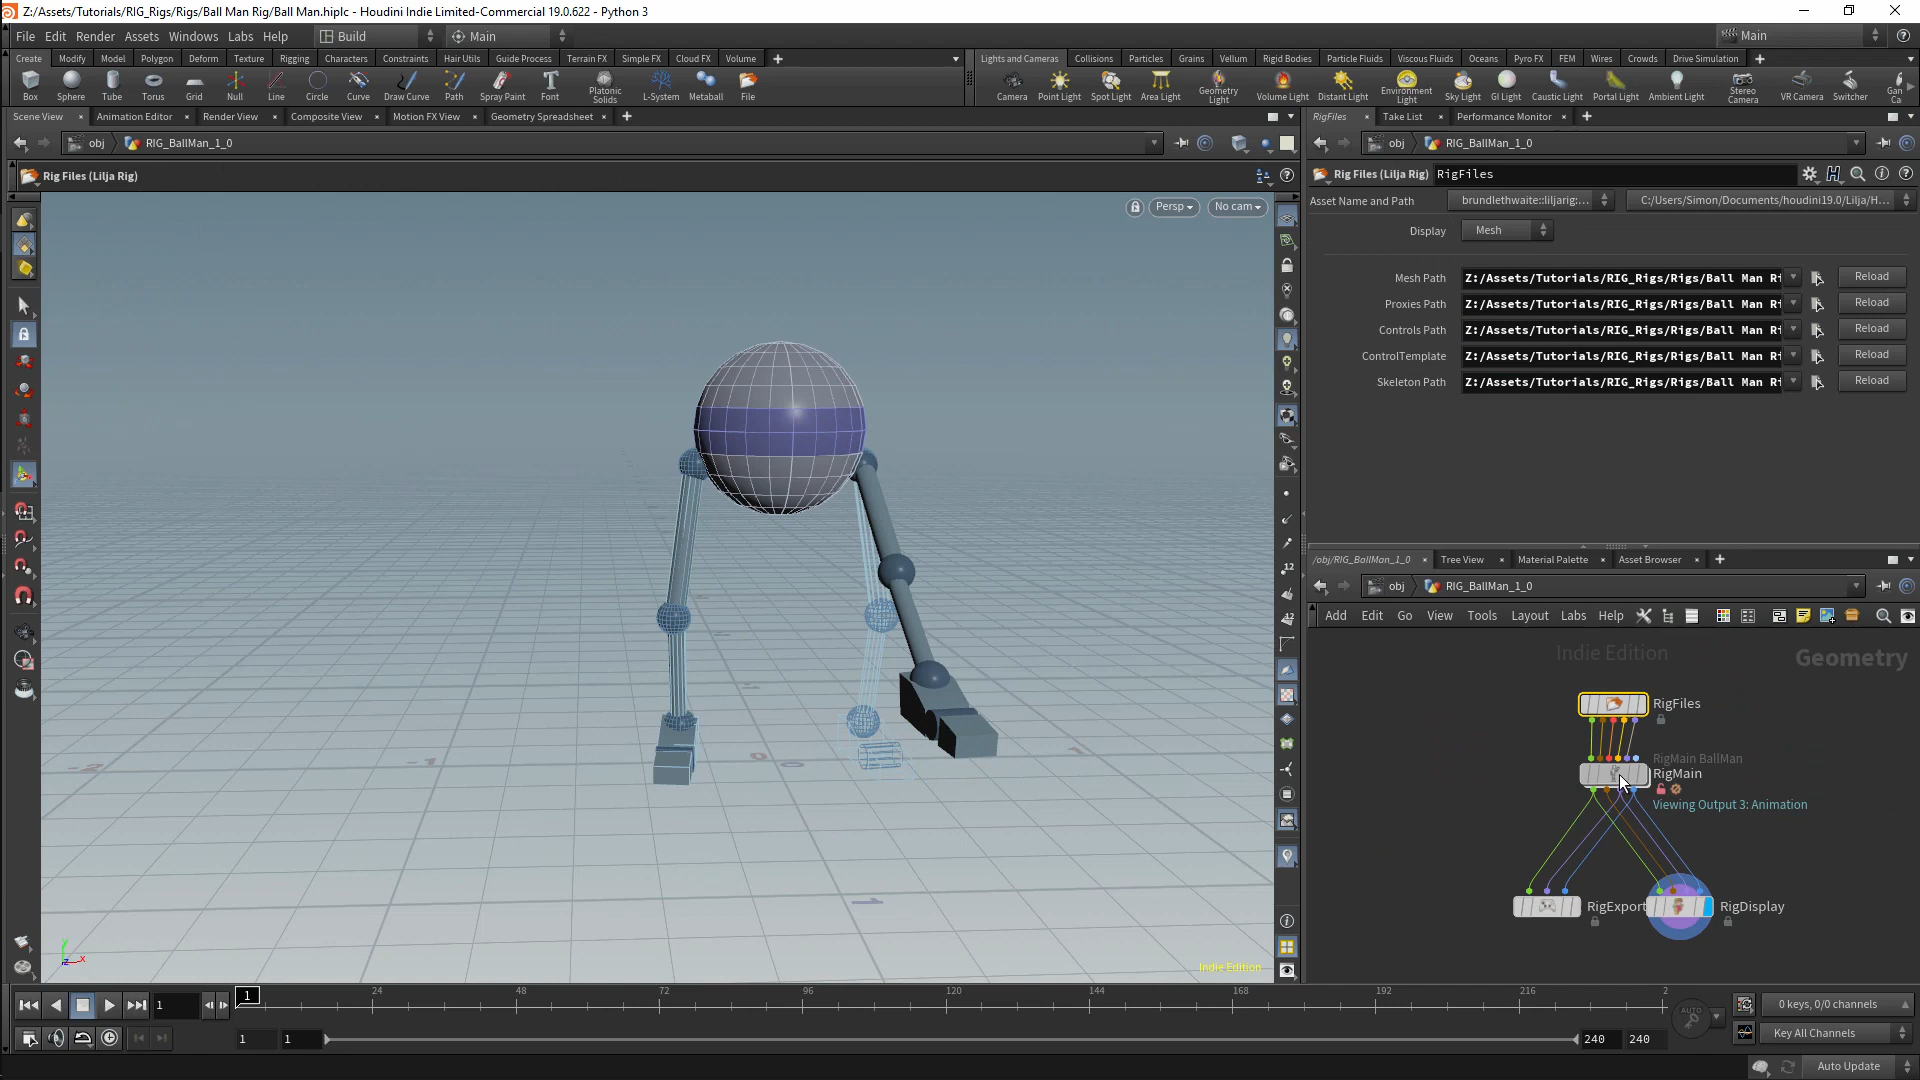 Z:/Assets/Tutorials/RIG_Rigs/Rigs/Ball Man Rig/Ball Man.hiplc - Houdini Indie Limited-Commercial 19.0.622 - Python 3
File Edit Render Assets Windows Labs Help Build Main Main
Create Modify Model Polygon Deform Texture Rigging Characters Constraints Hair Utils Guide Process Terrain FX Simple FX Cloud FX Volume
Lights and Cameras Collisions Particles Grains Vellum Rigid Bodies Particle Fluids Viscous Fluids Oceans Pyro FX FEM Wires Crowds Drive Simulation
Box Sphere Tube Torus Grid Null Line Circle Curve Draw Curve Path Spray Paint Font Platonic Solids L-System Metaball File
Camera Point Light Spot Light Area Light Geometry Light Volume Light Distant Light Environment Light Sky Light GI Light Caustic Light Portal Light Ambient Light Stereo Camera VR Camera Switcher Gan Ca
Scene View Animation Editor Render View Composite View Motion FX View Geometry Spreadsheet
RigFiles Take List Performance Monitor
obj RIG_BallMan_1_0
obj RIG_BallMan_1_0
Rig Files (Lilja Rig)
Rig Files (Lilja Rig) RigFiles
Asset Name and Path brundlethwaite::liljarig:... C:/Users/Simon/Documents/houdini19.0/Lilja/H...
Persp No cam
Display Mesh
Mesh Path Z:/Assets/Tutorials/RIG_Rigs/Rigs/Ball Man Ri Reload
Proxies Path Z:/Assets/Tutorials/RIG_Rigs/Rigs/Ball Man Ri Reload
Controls Path Z:/Assets/Tutorials/RIG_Rigs/Rigs/Ball Man Ri Reload
ControlTemplate Z:/Assets/Tutorials/RIG_Rigs/Rigs/Ball Man Ri Reload
Skeleton Path Z:/Assets/Tutorials/RIG_Rigs/Rigs/Ball Man Ri Reload
/obj/RIG_BallMan_1_0 Tree View Material Palette Asset Browser
obj RIG_BallMan_1_0
Add Edit Go View Tools Layout Labs Help
Indie Edition Geometry
RigFiles
RigMain BallMan
RigMain
Viewing Output 3: Animation
RigExport RigDisplay
Indie Edition
1 1 24 48 72 96 120 144 168 192 216 2
AUTO
0 keys, 0/0 channels
1 1 240 240 Key All Channels
Auto Update